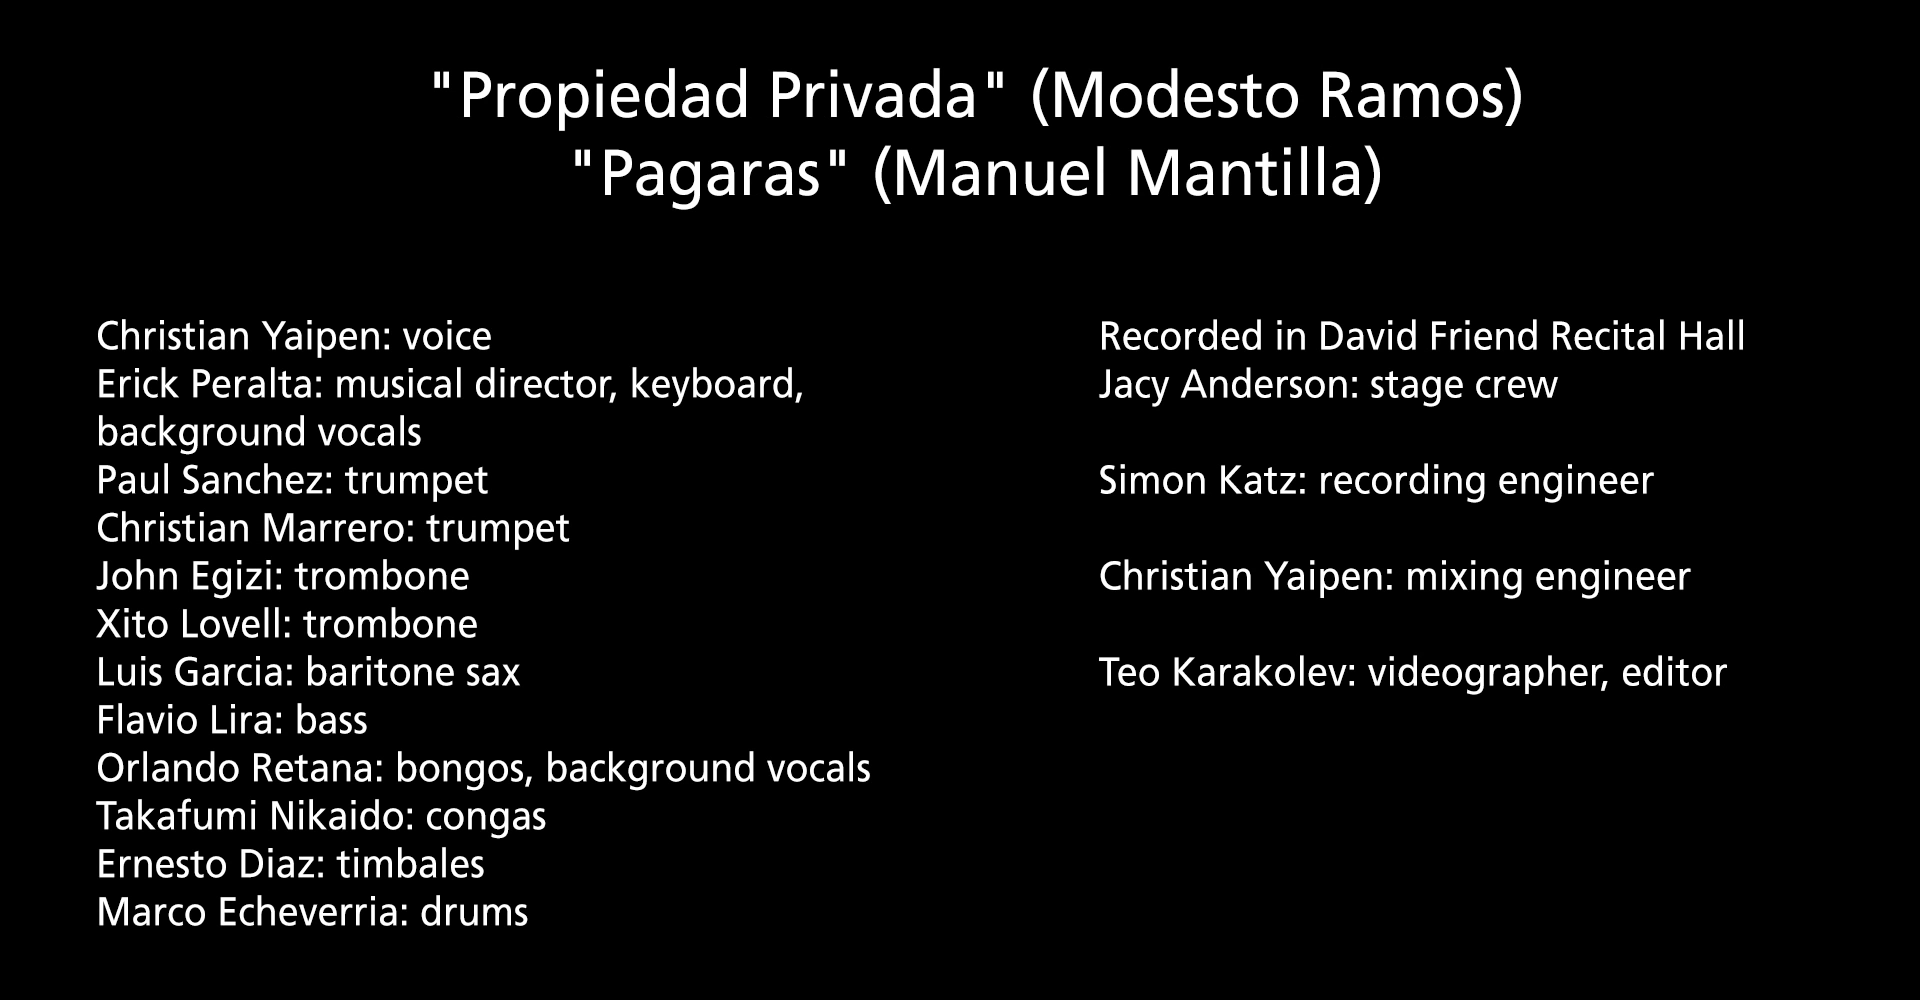 "Propiedad Privada" (Modesto Ramos)
"Pagaras" (Manuel Mantilla)
Christian Yaipen: voice
Erick Peralta: musical director, keyboard,
background vocals
Paul Sanchez: trumpet
Christian Marrero: trumpet
John Egizi: trombone
Xito Lovell: trombone
Luis Garcia: baritone sax
Flavio Lira: bass
Orlando Retana: bongos, background vocals
Takafumi Nikaido: congas
Ernesto Diaz: timbales
Marco Echeverria: drums
Recorded in David Friend Recital Hall
Jacy Anderson: stage crew
Simon Katz: recording engineer
Christian Yaipen: mixing engineer
Teo Karakolev: videographer, editor